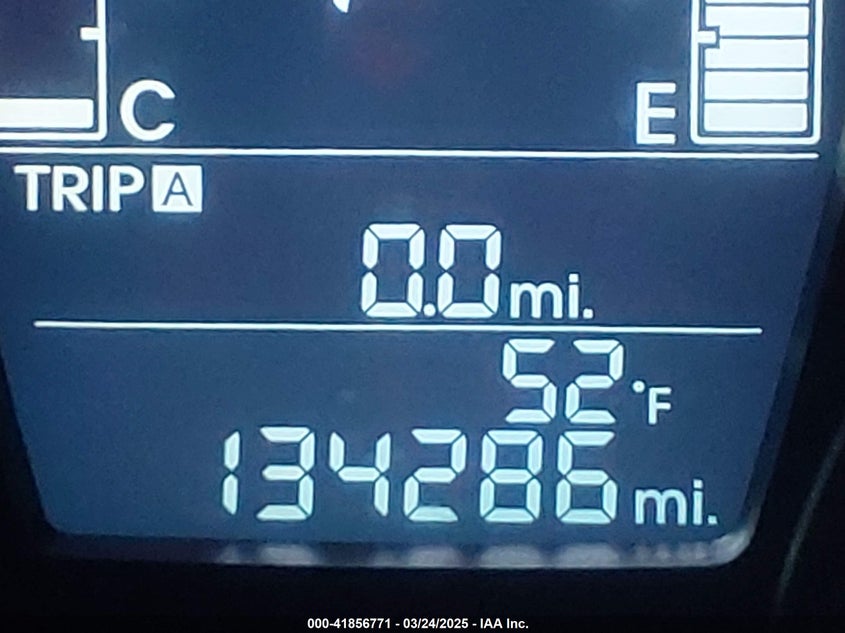 C E
TRIP A
0.0 mi.
52 °F
134286 mi.
000-41856771 - 03/24/2025 - IAA Inc.